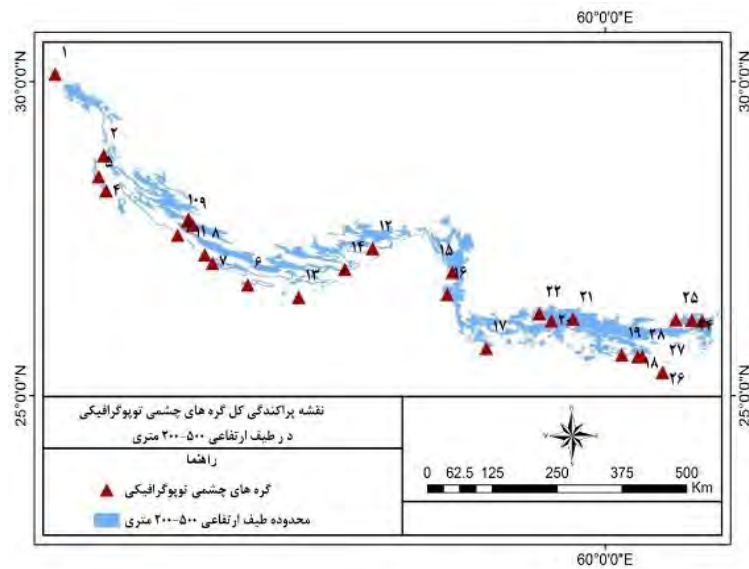 60°0'0"E
30°0'0"N
30°0'0"N
۱
۲
۵
۴
۱۰۹
۱۱ ۸
۷
۶
۱۳
۱۴
۱۲
۱۵
۱۶
۱۷
۲۲
۲۱
۱۹
۲۸
۲۵
۲۷
۱۸
۲۶
25°0'0"N
25°0'0"N
نقشه پراکندگی کل گره های چشمی توپوگرافیکی
د ر طیف ارتفاعی ۵۰۰-۲۰۰ متری
راهنما
گره های چشمی توپوگرافیکی
محدوده طیف ارتفاعی ۵۰۰-۲۰۰ متری
0 62.5 125 250 375 500
Km
60°0'0"E